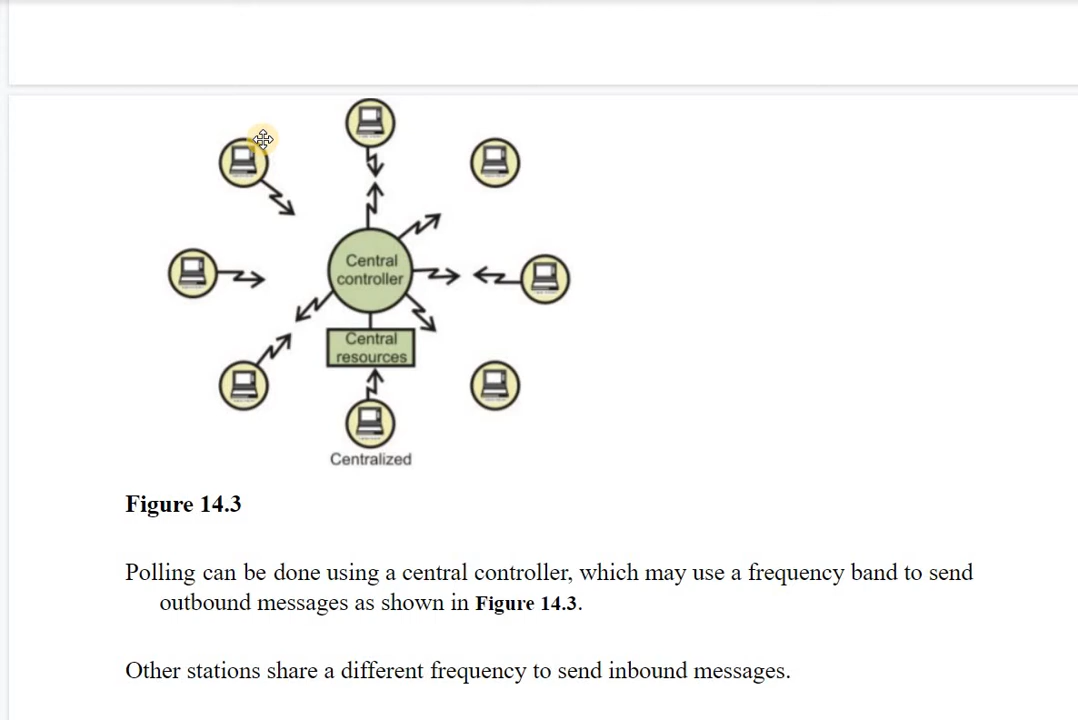 Central
controller
Central
resources
Centralized
Figure 14.3
Polling can be done using a central controller, which may use a frequency band to send
outbound messages as shown in Figure 14.3.
Other stations share a different frequency to send inbound messages.